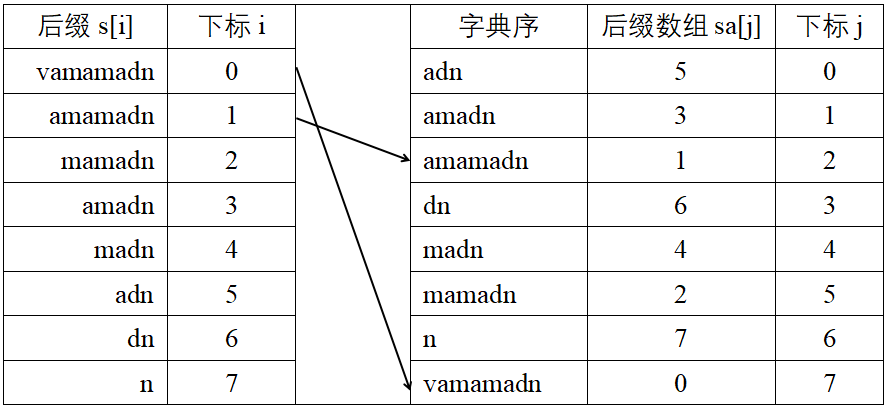 后缀 s[i] 下标 i 字典序 后缀数组 sa[j] 下标 j
vamamadn 0 adn 5 0
amamadn 1 amadn 3 1
mamadn 2 amamadn 1 2
amadn 3 dn 6 3
madn 4 madn 4 4
adn 5 mamadn 2 5
dn 6 n 7 6
n 7 vamamadn 0 7